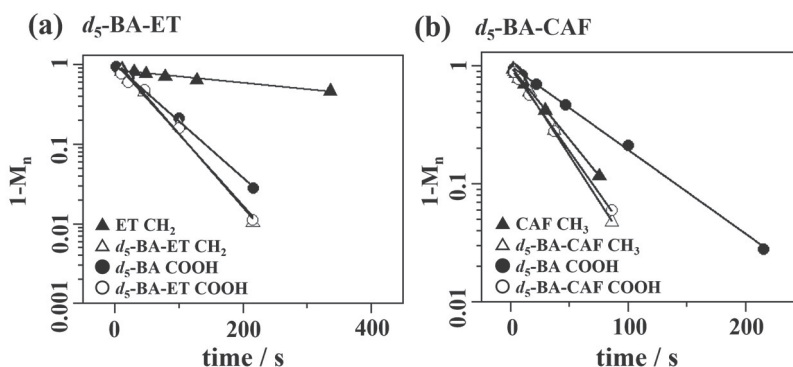 (a) d₅-BA-ET
1-Mₙ
1
0.1
0.01
0.001
▲ ET CH₂
△ d₅-BA-ET CH₂
● d₅-BA COOH
○ d₅-BA-ET COOH
0 200 400
time / s
(b) d₅-BA-CAF
1-Mₙ
1
0.1
0.01
▲ CAF CH₃
△ d₅-BA-CAF CH₃
● d₅-BA COOH
○ d₅-BA-CAF COOH
0 100 200
time / s